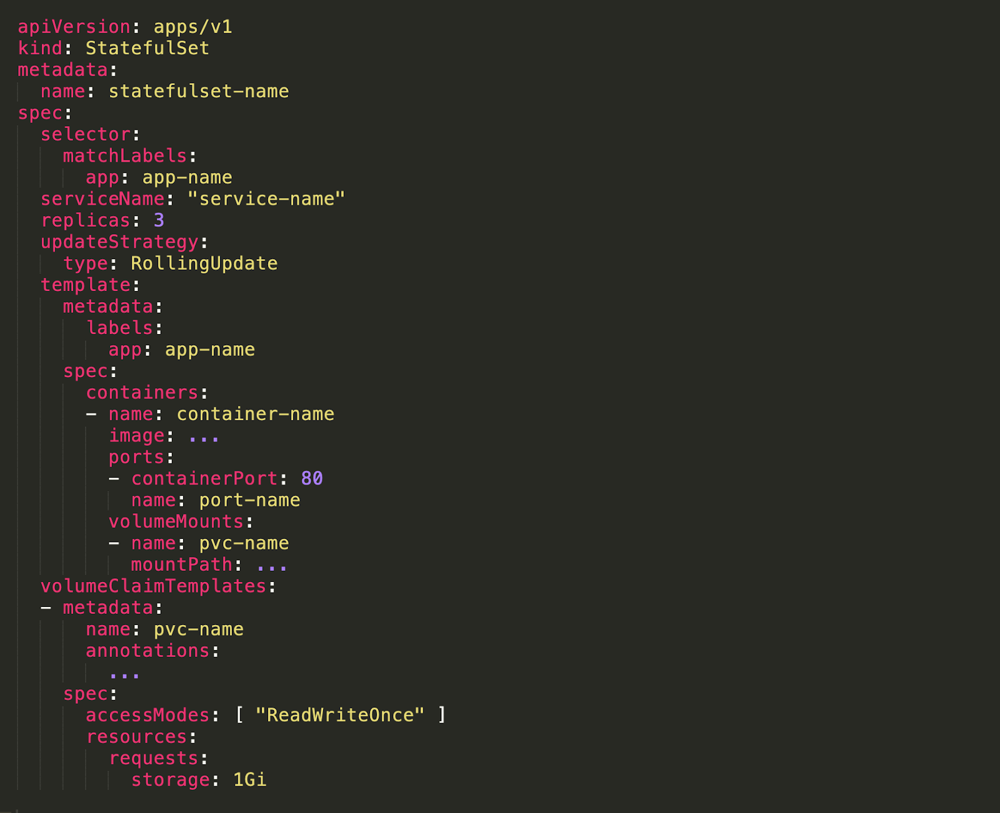 apiVersion: apps/v1
kind: StatefulSet
metadata:
  name: statefulset-name
spec:
  selector:
    matchLabels:
      app: app-name
  serviceName: "service-name"
  replicas: 3
  updateStrategy:
    type: RollingUpdate
  template:
    metadata:
      labels:
        app: app-name
    spec:
      containers:
      - name: container-name
        image: ...
        ports:
        - containerPort: 80
          name: port-name
        volumeMounts:
        - name: pvc-name
          mountPath: ...
  volumeClaimTemplates:
  - metadata:
      name: pvc-name
      annotations:
        ...
    spec:
      accessModes: [ "ReadWriteOnce" ]
      resources:
        requests:
          storage: 1Gi